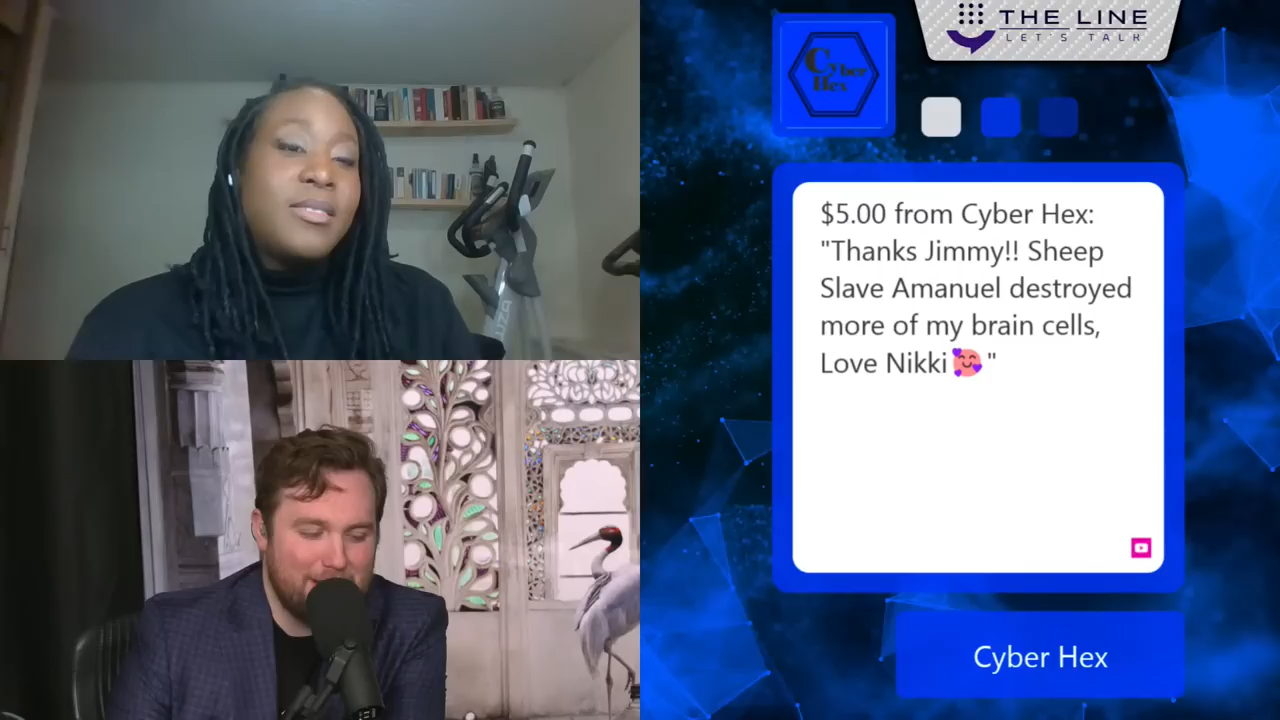 THE LINE
LET'S TALK
Cyber
Hex
$5.00 from Cyber Hex:
"Thanks Jimmy!! Sheep
Slave Amanuel destroyed
more of my brain cells,
Love Nikki🥰"
Cyber Hex